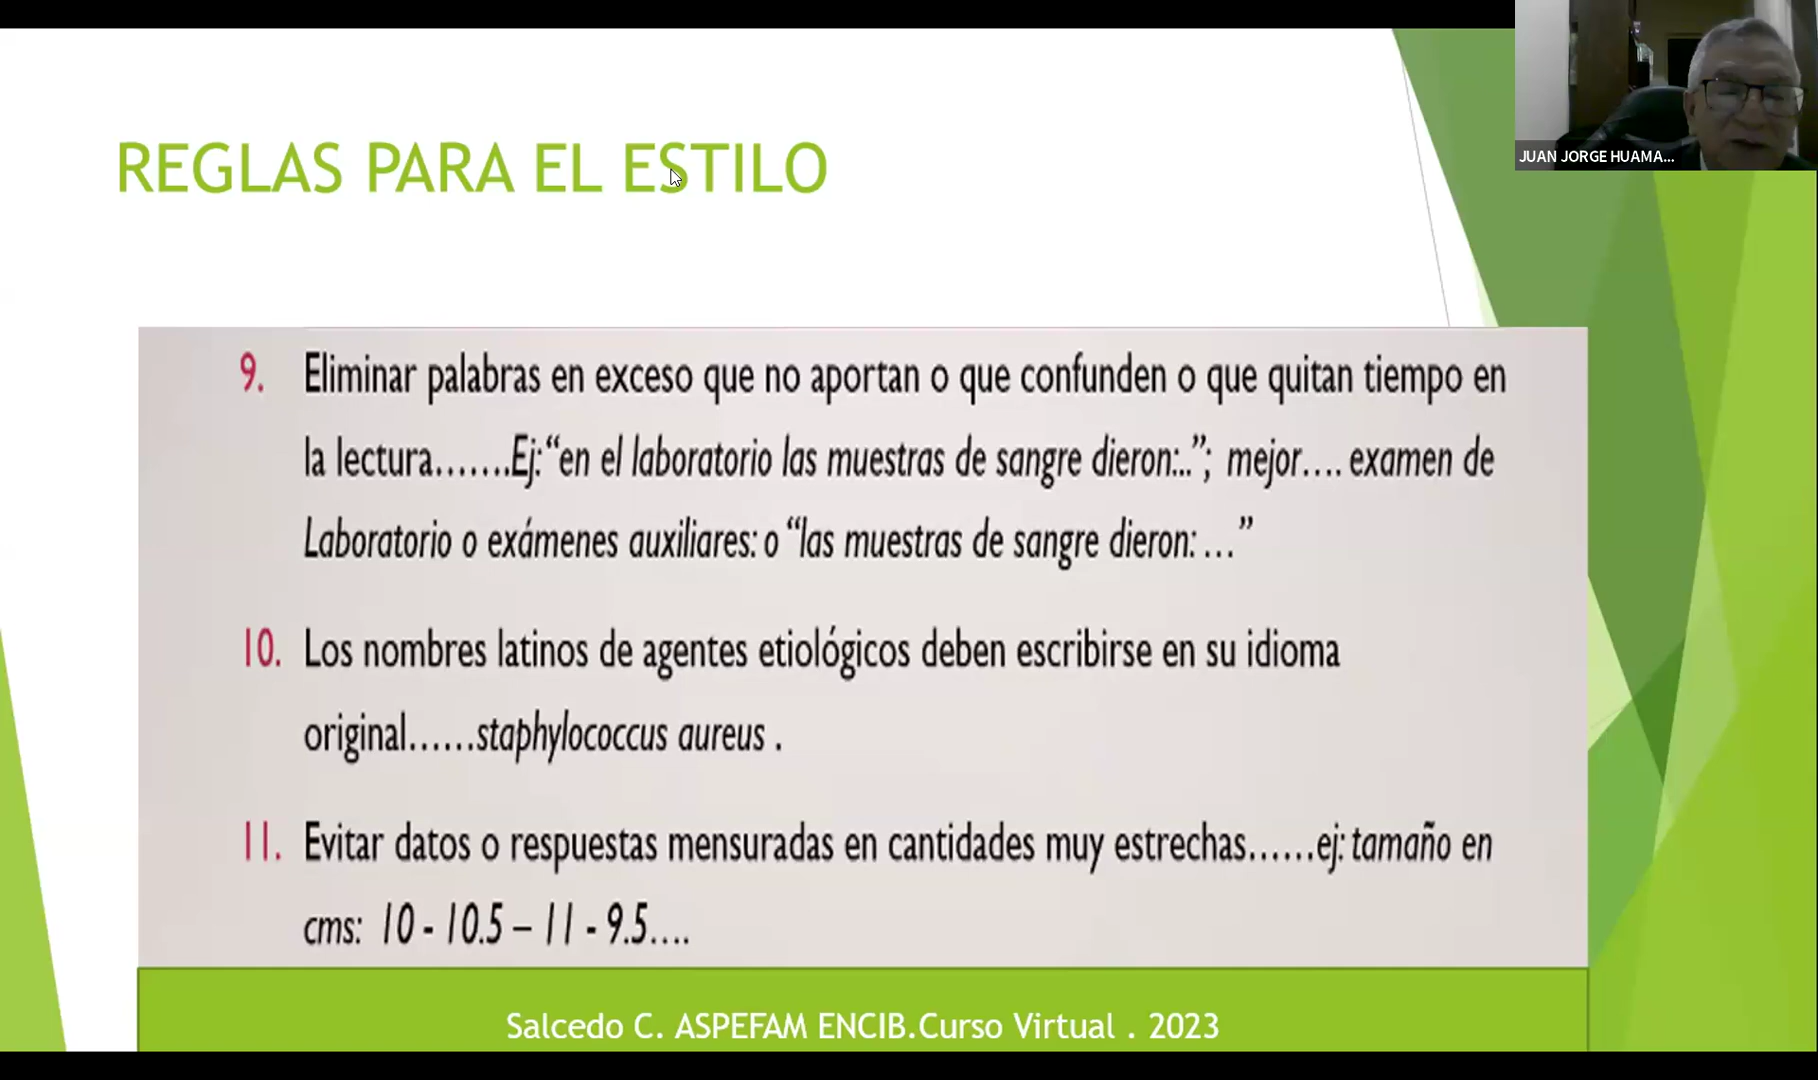 JUAN JORGE HUAMA...
REGLAS PARA EL ESTILO
9. Eliminar palabras en exceso que no aportan o que confunden o que quitan tiempo en
la lectura.......Ej: “en el laboratorio las muestras de sangre dieron:..”; mejor.... examen de
Laboratorio o exámenes auxiliares: o “las muestras de sangre dieron: ...”
10. Los nombres latinos de agentes etiológicos deben escribirse en su idioma
original......staphylococcus aureus .
11. Evitar datos o respuestas mensuradas en cantidades muy estrechas......ej: tamaño en
cms: 10 - 10.5 – 11 - 9.5....
Salcedo C. ASPEFAM ENCIB.Curso Virtual . 2023